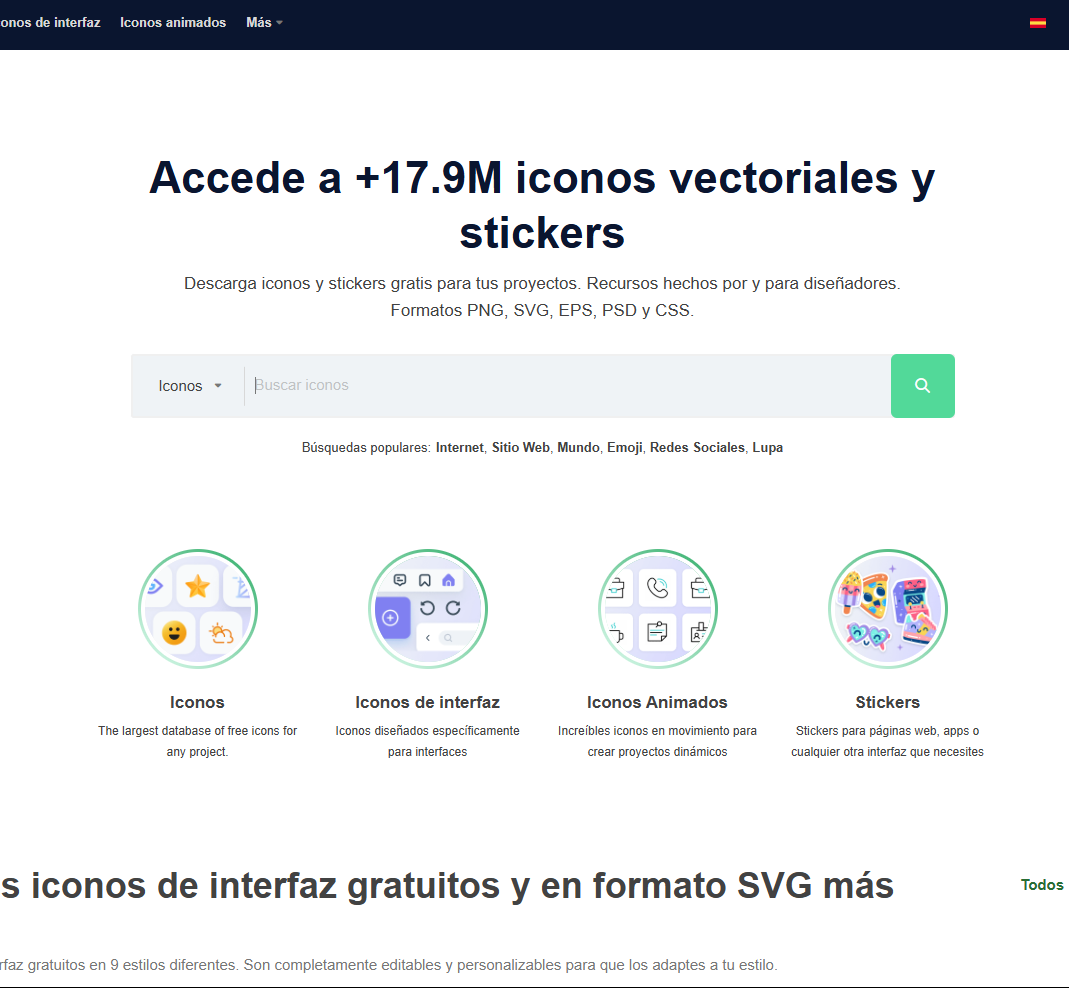 onos de interfaz Iconos animados Más
Accede a +17.9M iconos vectoriales y
stickers
Descarga iconos y stickers gratis para tus proyectos. Recursos hechos por y para diseñadores.
Formatos PNG, SVG, EPS, PSD y CSS.
Iconos Buscar iconos
Búsquedas populares: Internet, Sitio Web, Mundo, Emoji, Redes Sociales, Lupa
Iconos
The largest database of free icons for
any project.
Iconos de interfaz
Iconos diseñados específicamente
para interfaces
Iconos Animados
Increíbles iconos en movimiento para
crear proyectos dinámicos
Stickers
Stickers para páginas web, apps o
cualquier otra interfaz que necesites
s iconos de interfaz gratuitos y en formato SVG más
Todos
rfaz gratuitos en 9 estilos diferentes. Son completamente editables y personalizables para que los adaptes a tu estilo.